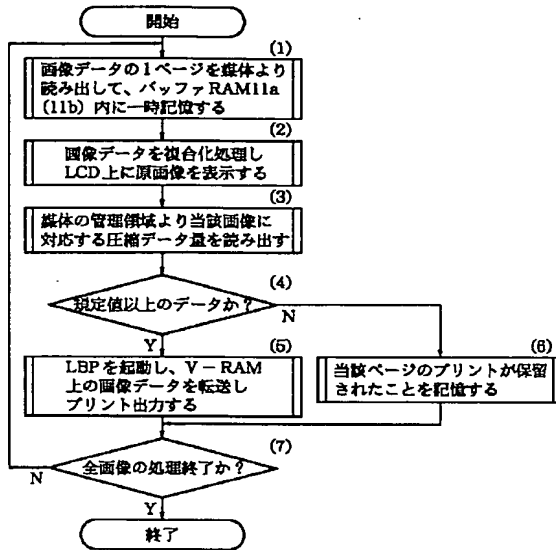 開始
(1)
画像データの1ページを媒体より
読み出して、バッファRAM11a
(11b)内に一時記憶する
(2)
画像データを複合化処理し
LCD上に原画像を表示する
(3)
媒体の管理領域より当該画像に
対応する圧縮データ量を読み出す
(4)
規定値以上のデータか?
N
Y
(5)
LBPを起動し、V-RAM
上の画像データを転送し
プリント出力する
(6)
当該ページのプリントが保留
されたことを記憶する
(7)
全画像の処理終了か?
N
Y
終了